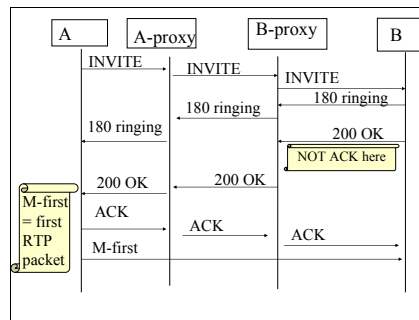 A
A-proxy
B-proxy
B
INVITE
INVITE
INVITE
180 ringing
180 ringing
180 ringing
200 OK
NOT ACK here
200 OK
200 OK
M-first
= first
RTP
packet
ACK
ACK
ACK
M-first